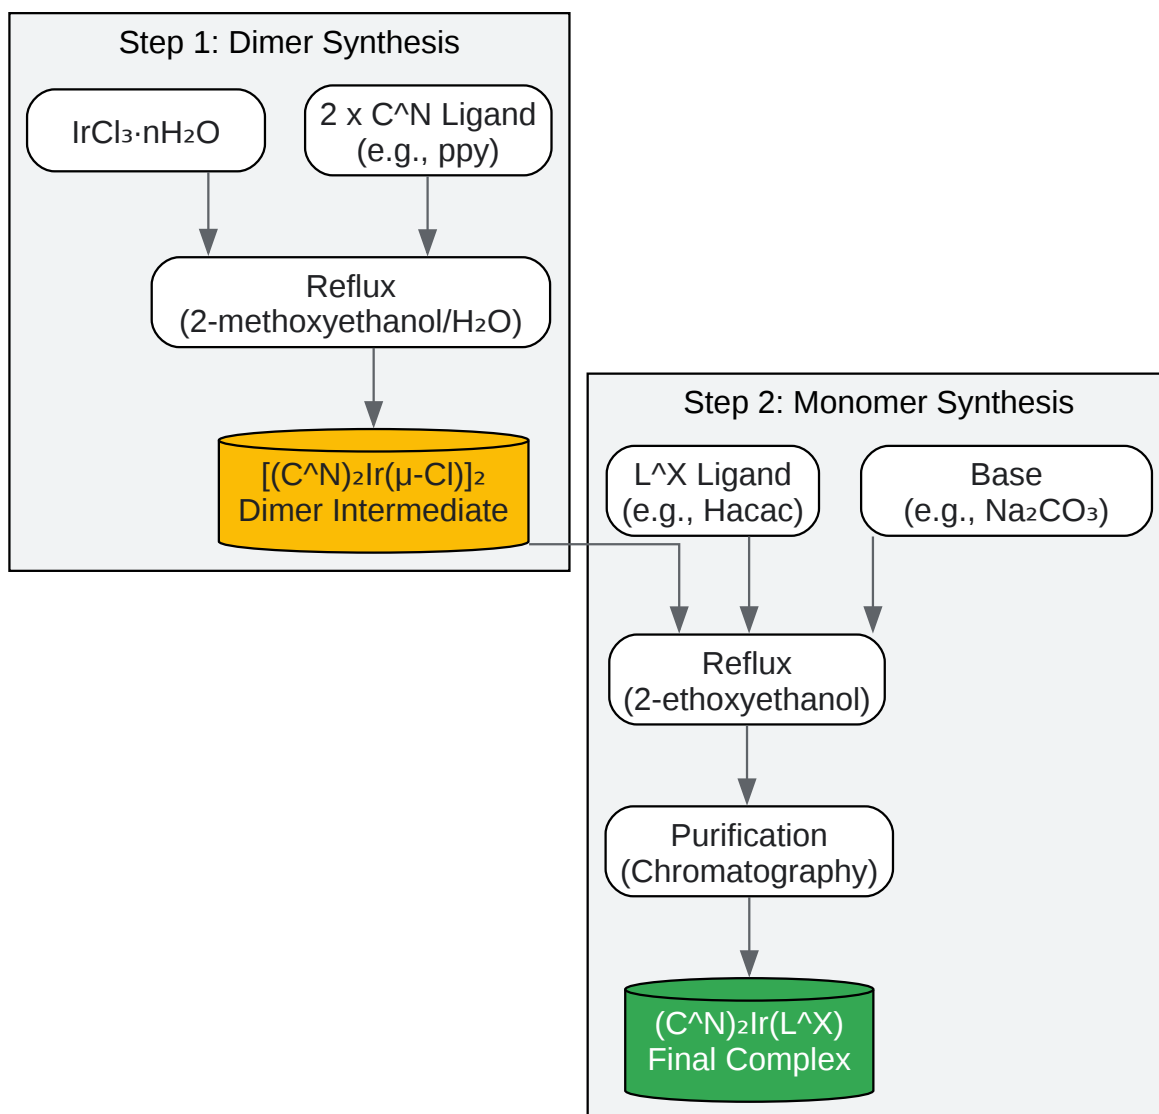 Step 1: Dimer Synthesis
IrCl₃·nH₂O
2 x C^N Ligand
(e.g., ppy)
Reflux
(2-methoxyethanol/H₂O)
[(C^N)₂Ir(μ-Cl)]₂
Dimer Intermediate
Step 2: Monomer Synthesis
L^X Ligand
(e.g., Hacac)
Base
(e.g., Na₂CO₃)
Reflux
(2-ethoxyethanol)
Purification
(Chromatography)
(C^N)₂Ir(L^X)
Final Complex